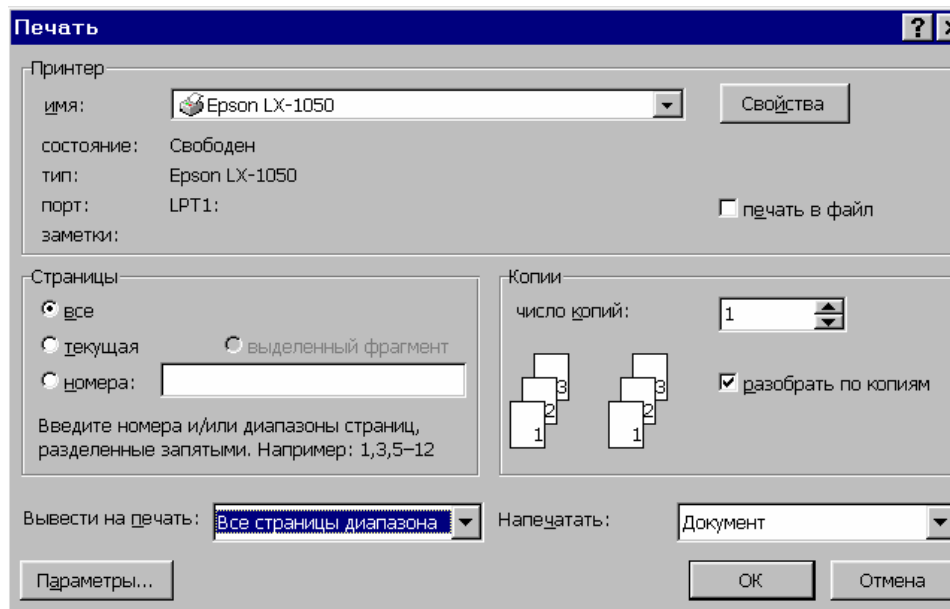 Печать
Принтер
имя: Epson LX-1050 Свойства
состояние: Свободен
тип: Epson LX-1050
порт: LPT1: печать в файл
заметки:
Страницы
все
текущая выделенный фрагмент
номера:
Введите номера и/или диапазоны страниц,
разделенные запятыми. Например: 1,3,5–12
Копии
число копий: 1
3 3
2 2
1 1
разобрать по копиям
Вывести на печать: Все страницы диапазона Напечатать: Документ
Параметры... ОК Отмена